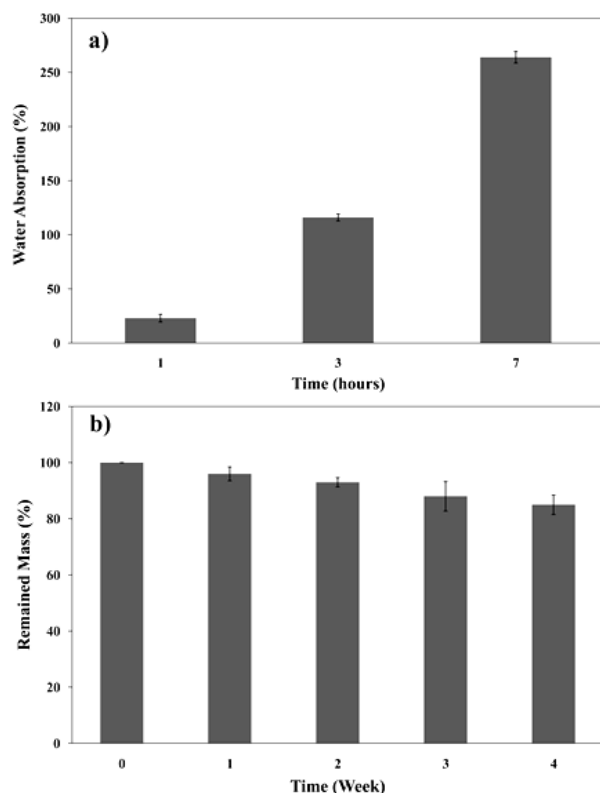 a)
Water Absorption (%)
300
250
200
150
100
50
0
1 3 7
Time (hours)
b)
Remained Mass (%)
120
100
80
60
40
20
0
0 1 2 3 4
Time (Week)